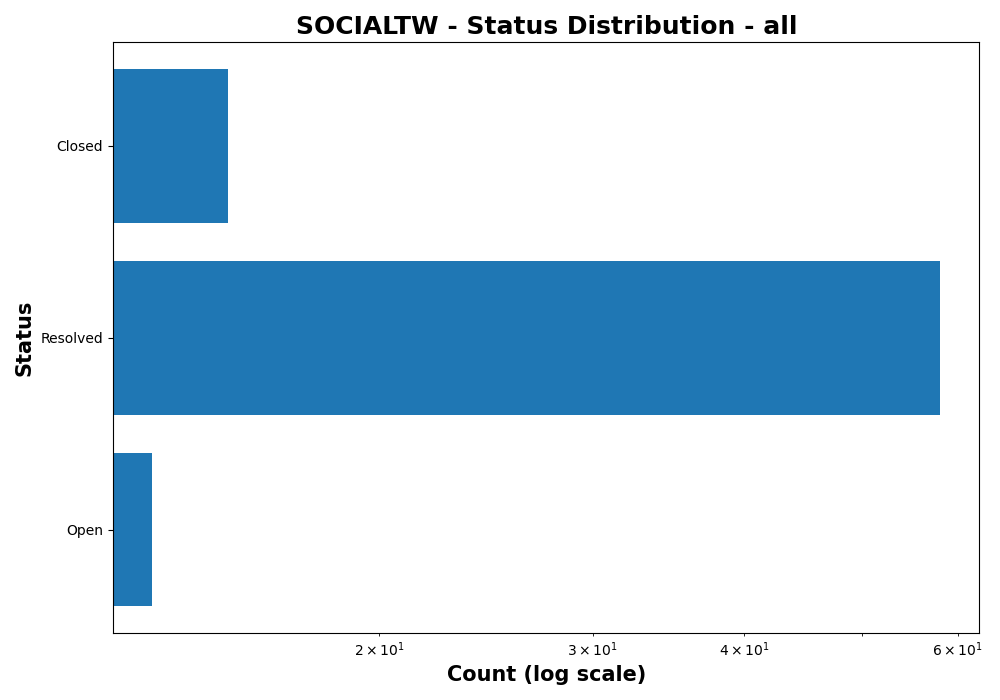 SOCIALTW - Status Distribution - all
Closed
Resolved
Open
Status
2 × 10¹
3 × 10¹
4 × 10¹
6 × 10¹
Count (log scale)